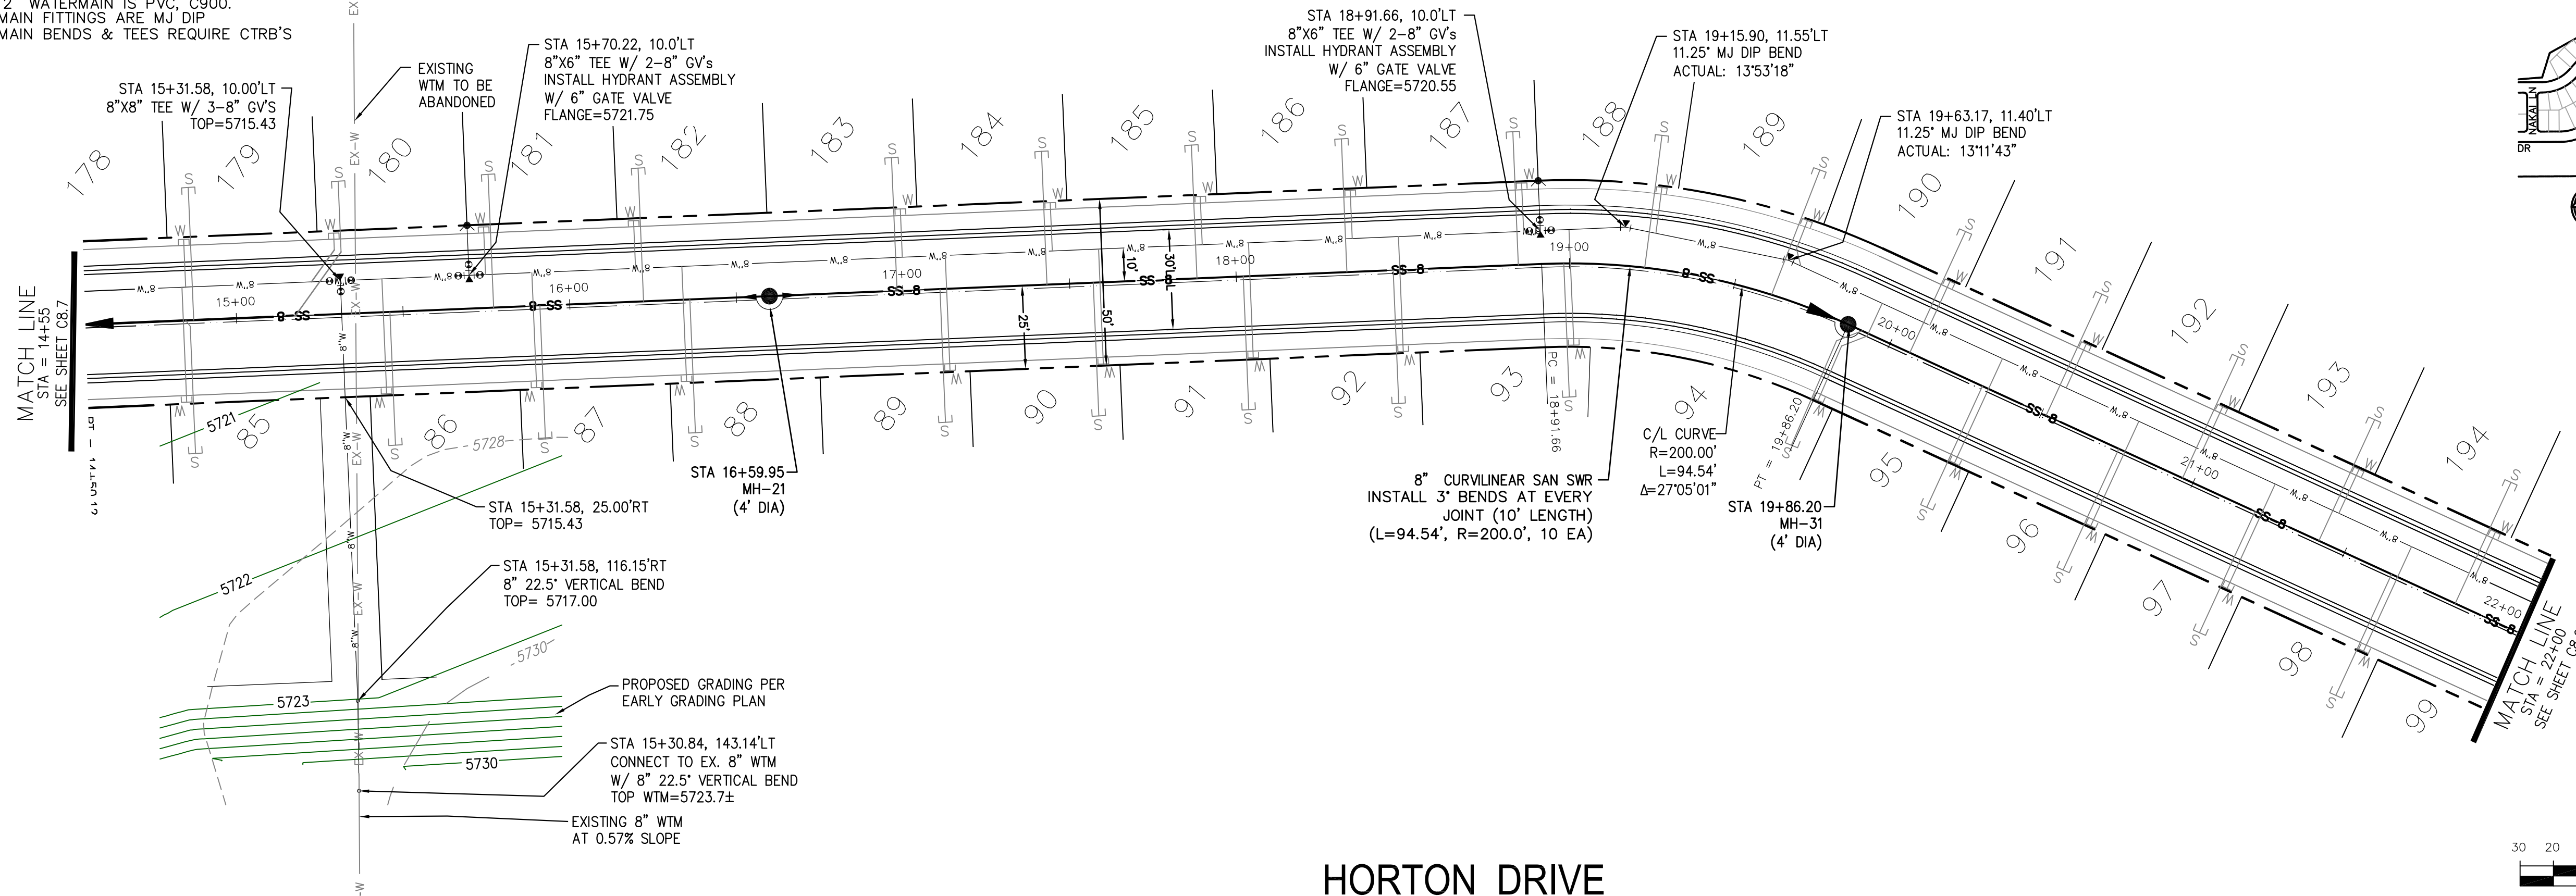 2" WATERMAIN IS PVC, C900.
MAIN FITTINGS ARE MJ DIP
MAIN BENDS & TEES REQUIRE CTRB'S
STA 15+31.58, 10.00'LT
8"X8" TEE W/ 3-8" GV'S
TOP=5715.43
EXISTING
WTM TO BE
ABANDONED
STA 15+70.22, 10.0'LT
8"X6" TEE W/ 2-8" GV's
INSTALL HYDRANT ASSEMBLY
W/ 6" GATE VALVE
FLANGE=5721.75
STA 18+91.66, 10.0'LT
8"X6" TEE W/ 2-8" GV's
INSTALL HYDRANT ASSEMBLY
W/ 6" GATE VALVE
FLANGE=5720.55
STA 19+15.90, 11.55'LT
11.25° MJ DIP BEND
ACTUAL: 13°53'18"
STA 19+63.17, 11.40'LT
11.25° MJ DIP BEND
ACTUAL: 13°11'43"
NAKAI LN
DR
178
179
180
181
182
183
184
185
186
187
188
189
190
191
192
193
194
MATCH LINE
STA = 14+55
SEE SHEET C8.7
15+00
16+00
17+00
18+00
19+00
20+00
21+00
22+00
8"W
SS-8
EX-W
S
W
10'
30'
25'
50'
PC = 18+91.66
PT = 19+86.20
85
86
87
88
89
90
91
92
93
94
95
96
97
98
99
5721
5728
5722
5730
5723
5730
STA 16+59.95
MH-21
(4' DIA)
STA 15+31.58, 25.00'RT
TOP= 5715.43
STA 15+31.58, 116.15'RT
8" 22.5° VERTICAL BEND
TOP= 5717.00
PROPOSED GRADING PER
EARLY GRADING PLAN
STA 15+30.84, 143.14'LT
CONNECT TO EX. 8" WTM
W/ 8" 22.5° VERTICAL BEND
TOP WTM=5723.7±
EXISTING 8" WTM
AT 0.57% SLOPE
8" CURVILINEAR SAN SWR
INSTALL 3° BENDS AT EVERY
JOINT (10' LENGTH)
(L=94.54', R=200.0', 10 EA)
C/L CURVE
R=200.00'
L=94.54'
Δ=27°05'01"
STA 19+86.20
MH-31
(4' DIA)
MATCH LINE
STA = 22+00
SEE SHEET
HORTON DRIVE
30 20